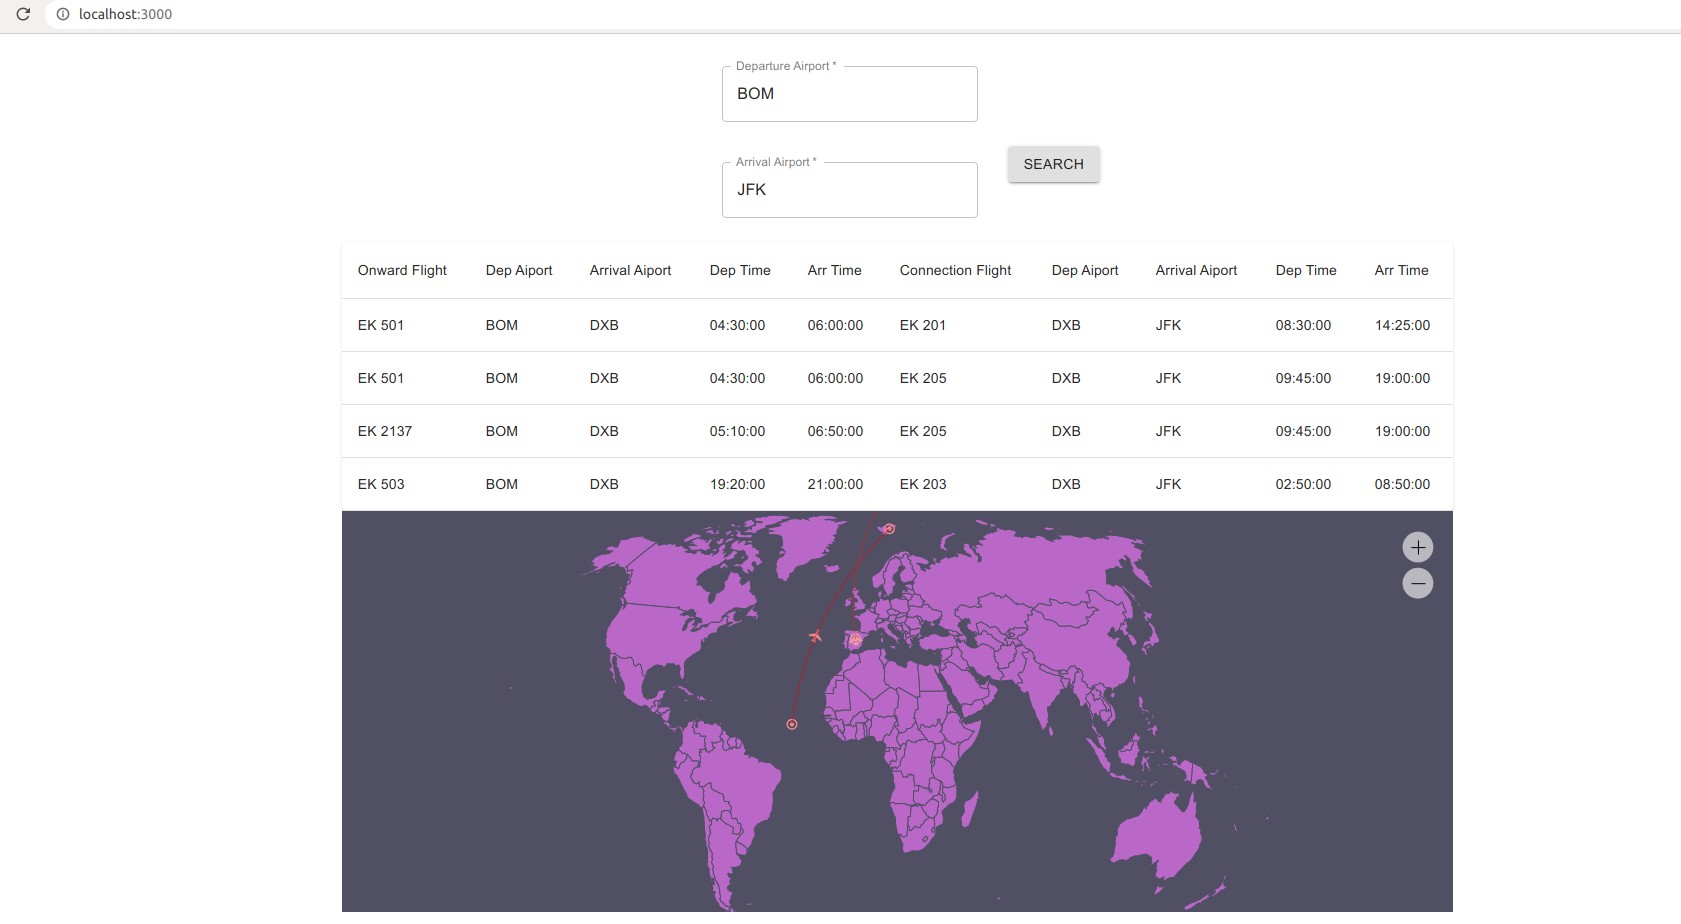 localhost:3000
Departure Airport *
BOM
Arrival Airport *
JFK
SEARCH
Onward Flight Dep Aiport Arrival Aiport Dep Time Arr Time Connection Flight Dep Aiport Arrival Aiport Dep Time Arr Time
EK 501 BOM DXB 04:30:00 06:00:00 EK 201 DXB JFK 08:30:00 14:25:00
EK 501 BOM DXB 04:30:00 06:00:00 EK 205 DXB JFK 09:45:00 19:00:00
EK 2137 BOM DXB 05:10:00 06:50:00 EK 205 DXB JFK 09:45:00 19:00:00
EK 503 BOM DXB 19:20:00 21:00:00 EK 203 DXB JFK 02:50:00 08:50:00